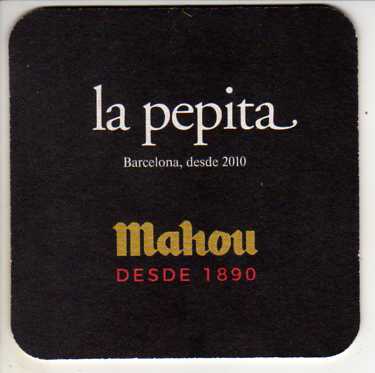 la pepita
Barcelona, desde 2010
Mahou
DESDE 1890